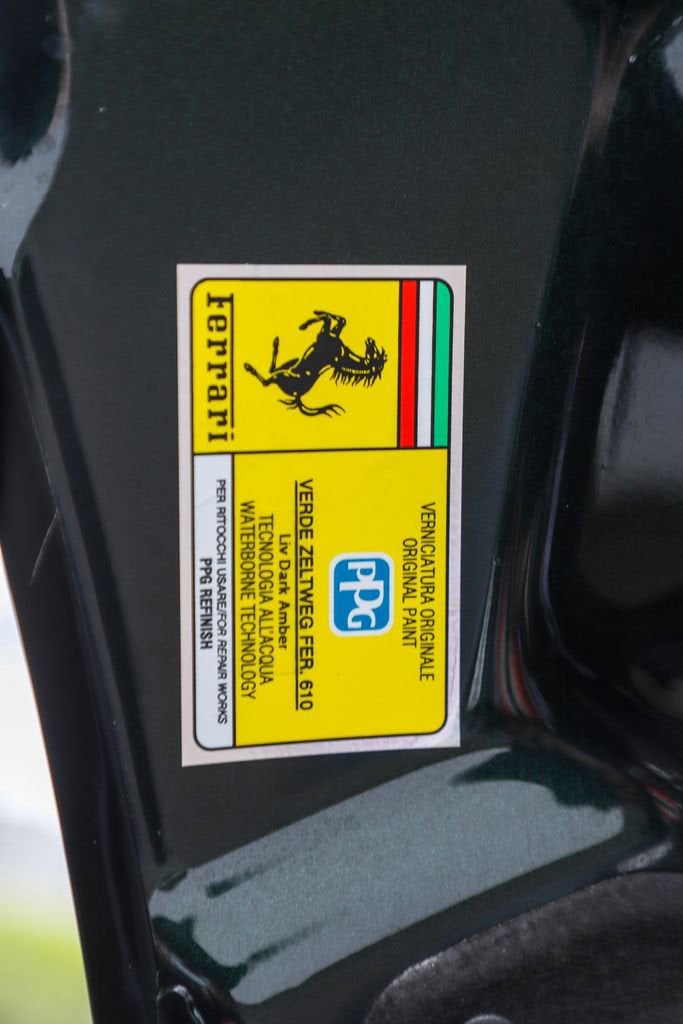 Ferrari
VERNICIATURA ORIGINALE
ORIGINAL PAINT
PPG
VERDE ZELTWEG FER. 610
Liv Dark Amber
TECNOLOGIA ALL'ACQUA
WATERBORNE TECHNOLOGY
PER RITOCCHI USARE/FOR REPAIR WORKS
PPG REFINISH